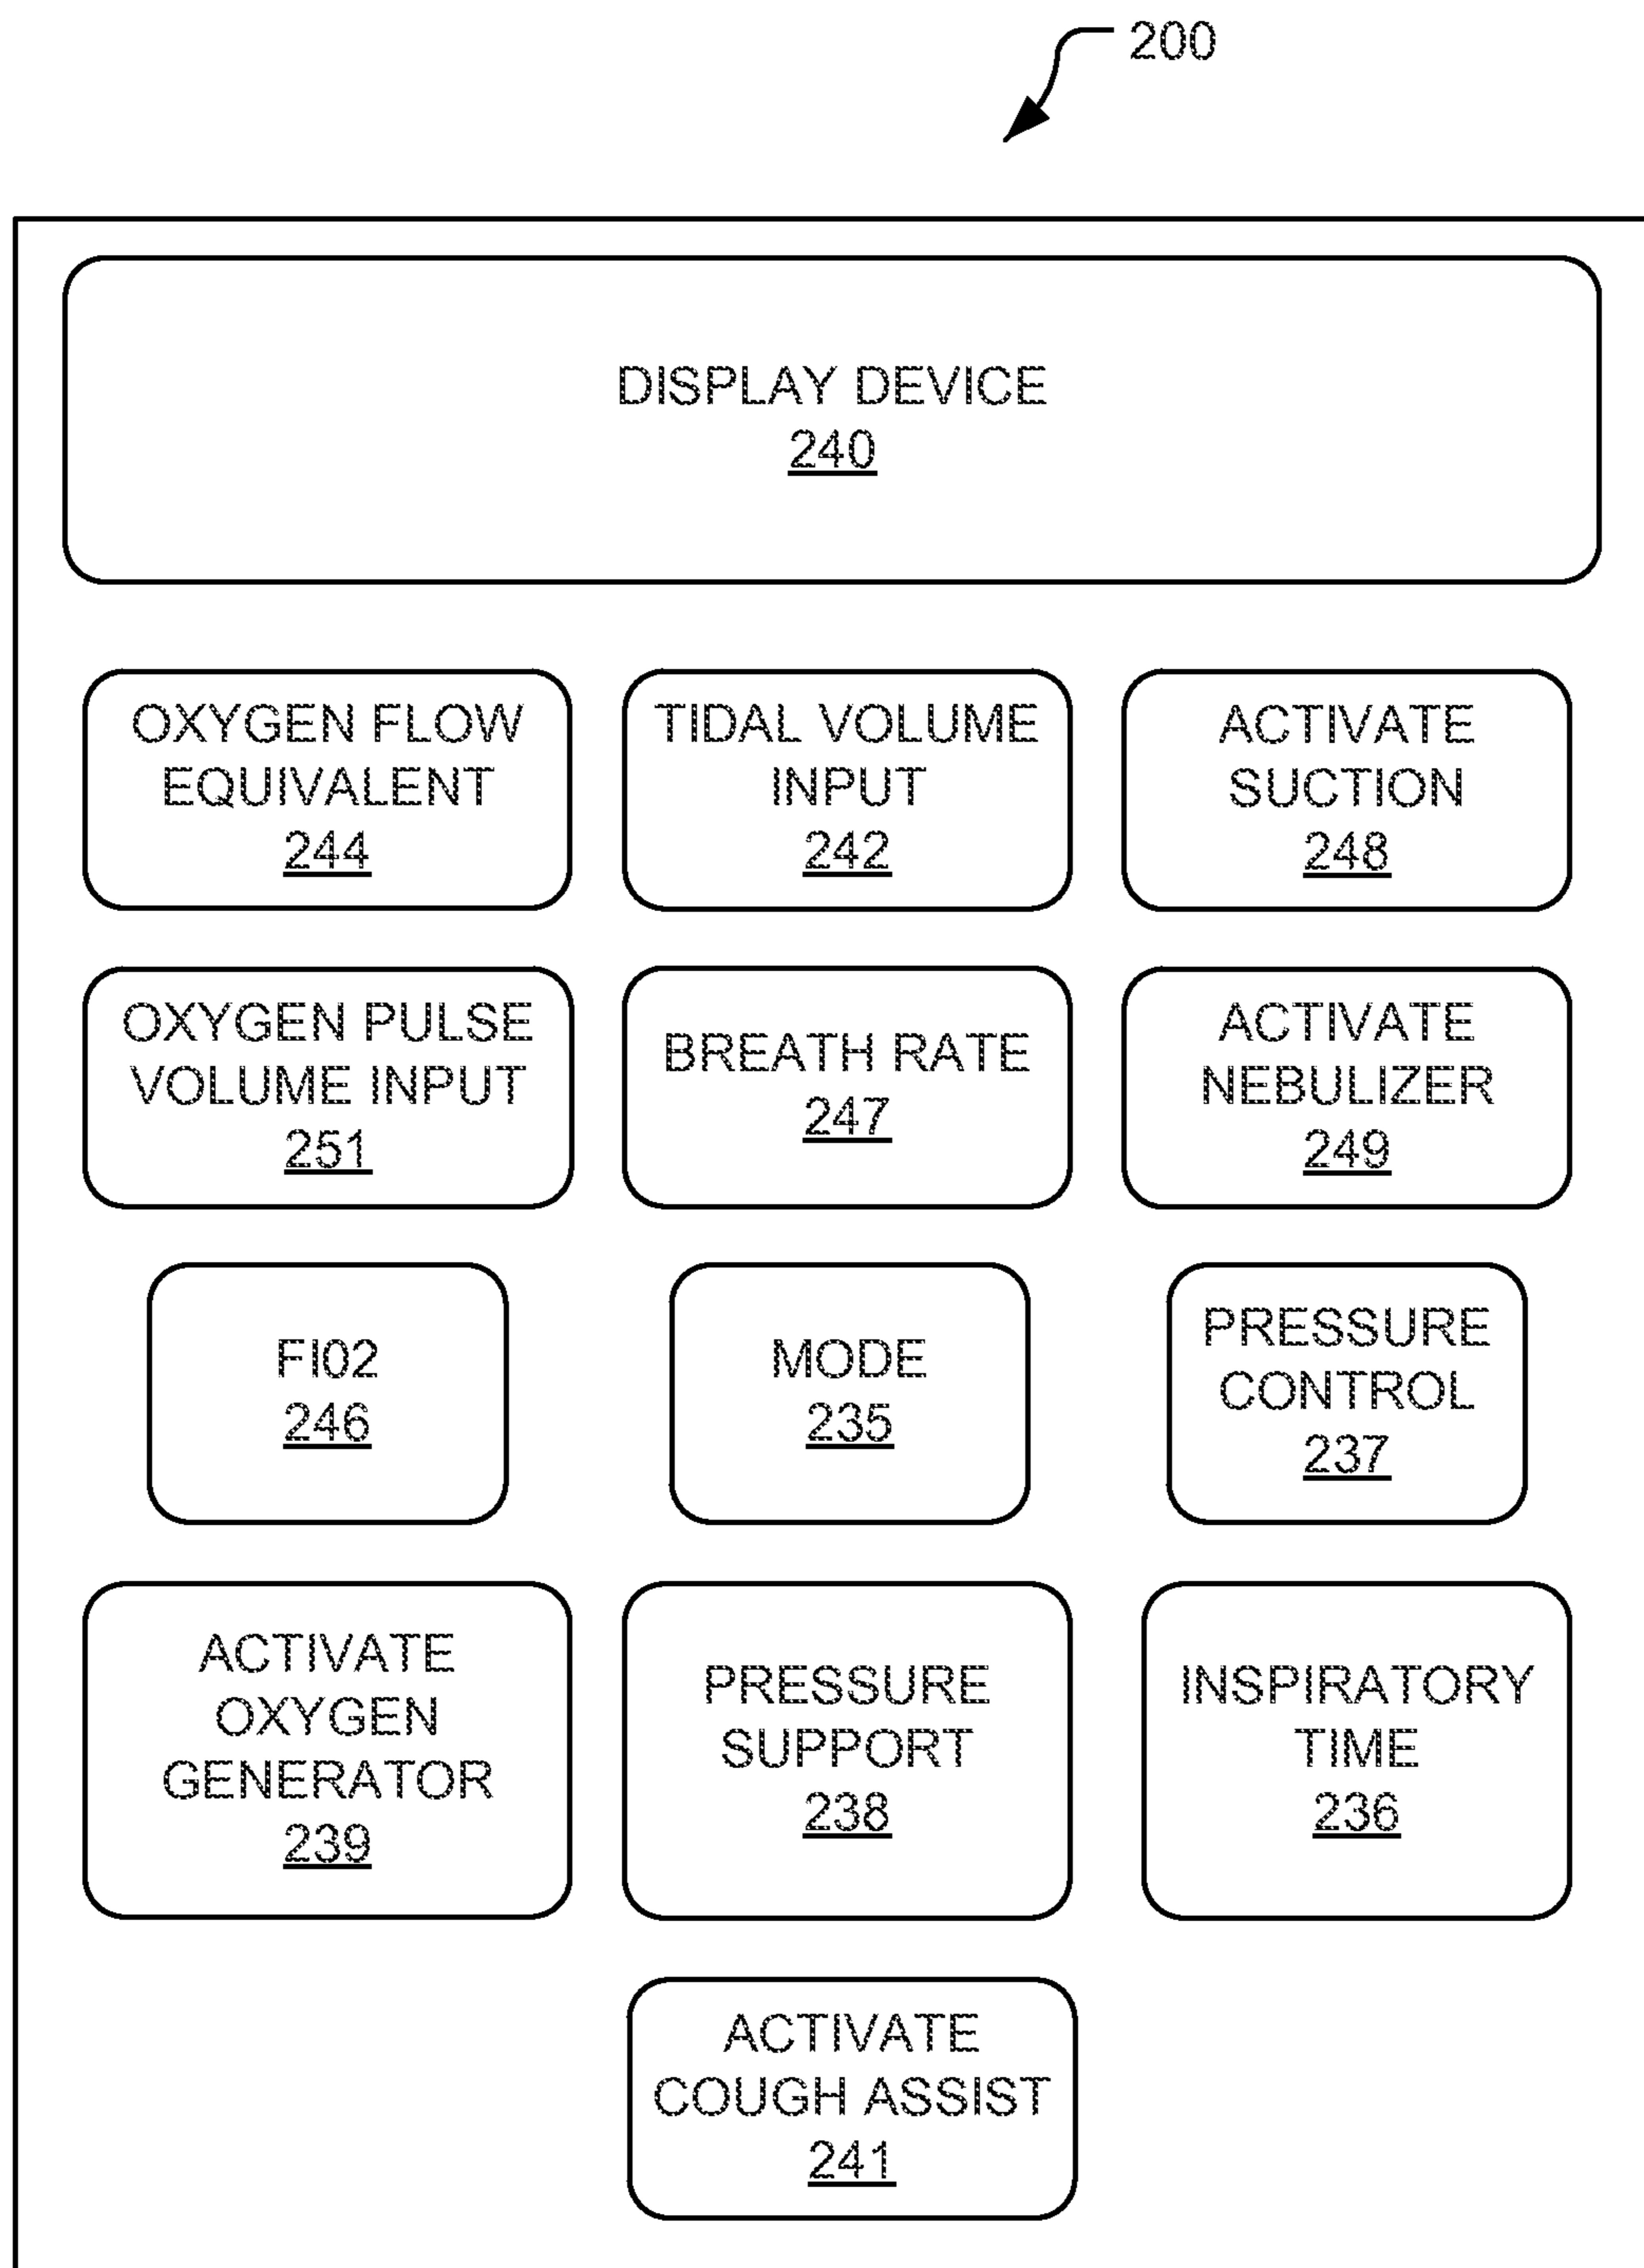 200
DISPLAY DEVICE
240
OXYGEN FLOW
EQUIVALENT
244
TIDAL VOLUME
INPUT
242
ACTIVATE
SUCTION
248
OXYGEN PULSE
VOLUME INPUT
251
BREATH RATE
247
ACTIVATE
NEBULIZER
249
FI02
246
MODE
235
PRESSURE
CONTROL
237
ACTIVATE
OXYGEN
GENERATOR
239
PRESSURE
SUPPORT
238
INSPIRATORY
TIME
236
ACTIVATE
COUGH ASSIST
241